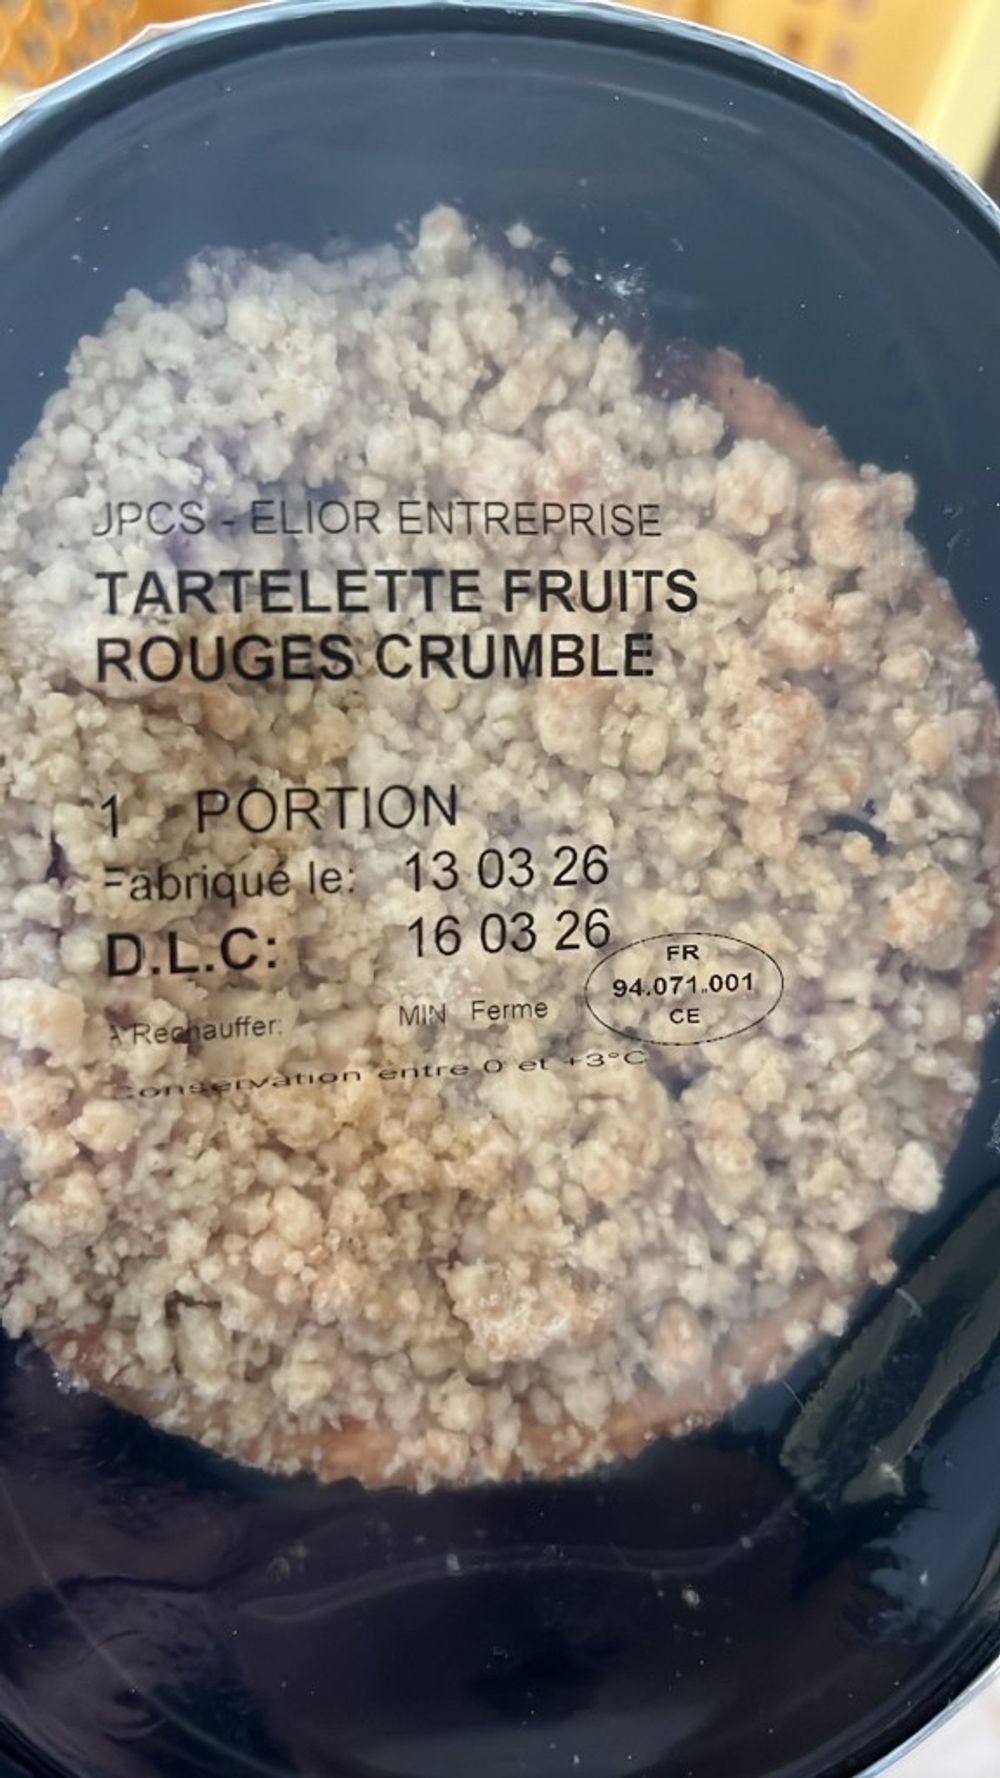 JPCS - ELIOR ENTREPRISE
TARTELETTE FRUITS
ROUGES CRUMBLE
1 PORTION
Fabriqué le: 13 03 26
D.L.C: 16 03 26
A Rechauffer: MIN Ferme
FR
94.071.001
CE
Conservation entre 0 et +3°C